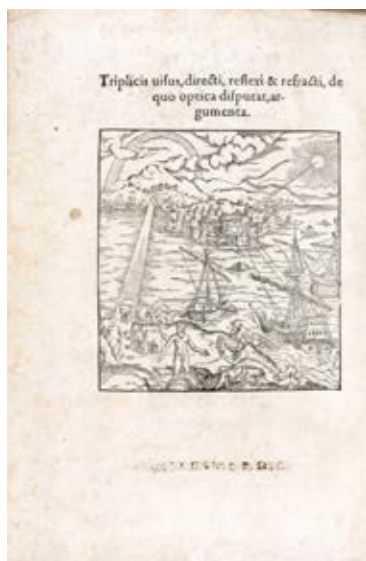 Triplicis uisus, directi, reflexi & refracti, de
quo optica disputat, ar-
gumenta.